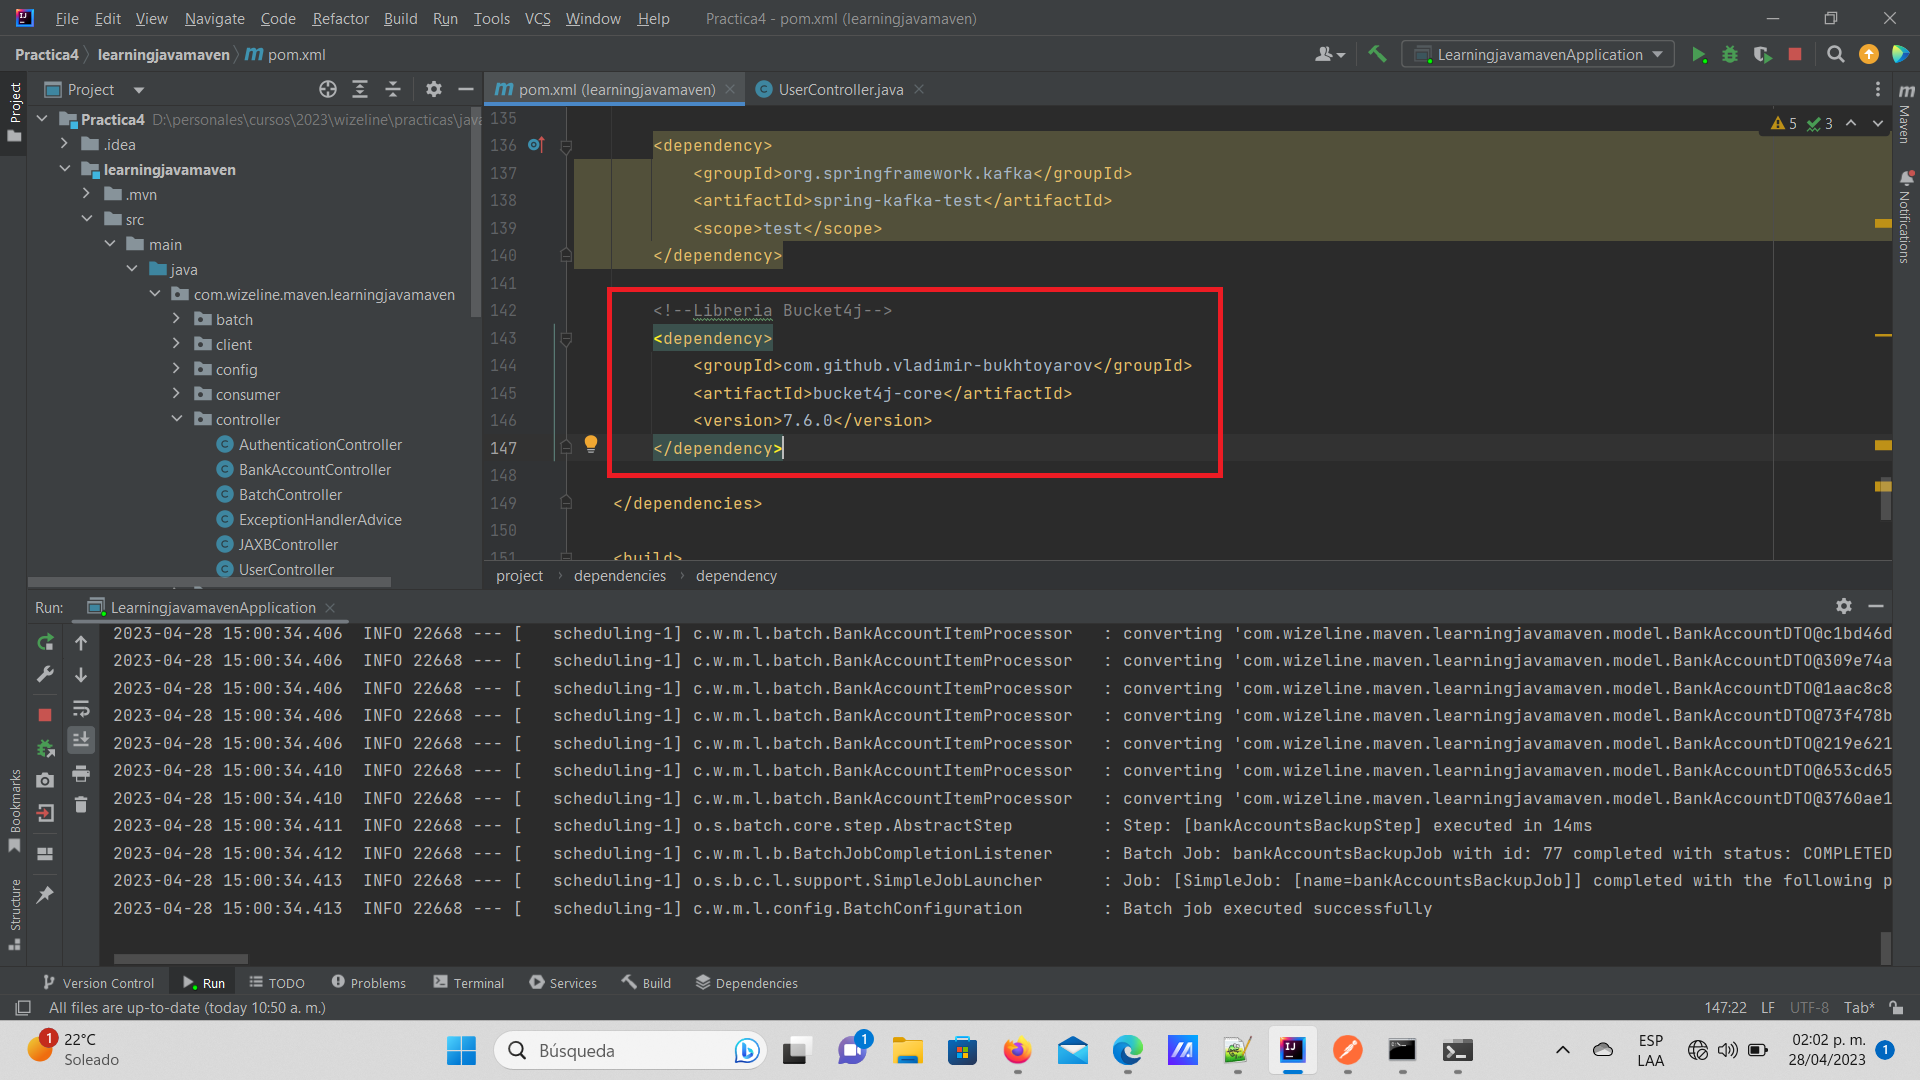 File Edit View Navigate Code Refactor Build Run Tools VCS Window Help Practica4 - pom.xml (learningjavamaven)
Practica4 learningjavamaven m pom.xml LearningjavamavenApplication
Project
Project
m pom.xml (learningjavamaven)
C UserController.java
Practica4 D:\personales\cursos\2023\wizeline\practicas\java
.idea
learningjavamaven
.mvn
src
main
java
com.wizeline.maven.learningjavamaven
batch
client
config
consumer
controller
AuthenticationController
BankAccountController
BatchController
ExceptionHandlerAdvice
JAXBController
UserController
5 3
135
136 <dependency>
137 <groupId>org.springframework.kafka</groupId>
138 <artifactId>spring-kafka-test</artifactId>
139 <scope>test</scope>
140 </dependency>
141
142 <!--Libreria Bucket4j-->
143 <dependency>
144 <groupId>com.github.vladimir-bukhtoyarov</groupId>
145 <artifactId>bucket4j-core</artifactId>
146 <version>7.6.0</version>
147 </dependency>
148
149 </dependencies>
150
151 <build>
project › dependencies › dependency
m Maven
Notifications
Run: LearningjavamavenApplication
2023-04-28 15:00:34.406 INFO 22668 --- [ scheduling-1] c.w.m.l.batch.BankAccountItemProcessor : converting 'com.wizeline.maven.learningjavamaven.model.BankAccountDTO@c1bd46d
2023-04-28 15:00:34.406 INFO 22668 --- [ scheduling-1] c.w.m.l.batch.BankAccountItemProcessor : converting 'com.wizeline.maven.learningjavamaven.model.BankAccountDTO@309e74a
2023-04-28 15:00:34.406 INFO 22668 --- [ scheduling-1] c.w.m.l.batch.BankAccountItemProcessor : converting 'com.wizeline.maven.learningjavamaven.model.BankAccountDTO@1aac8c8
2023-04-28 15:00:34.406 INFO 22668 --- [ scheduling-1] c.w.m.l.batch.BankAccountItemProcessor : converting 'com.wizeline.maven.learningjavamaven.model.BankAccountDTO@73f478b
2023-04-28 15:00:34.406 INFO 22668 --- [ scheduling-1] c.w.m.l.batch.BankAccountItemProcessor : converting 'com.wizeline.maven.learningjavamaven.model.BankAccountDTO@219e621
2023-04-28 15:00:34.410 INFO 22668 --- [ scheduling-1] c.w.m.l.batch.BankAccountItemProcessor : converting 'com.wizeline.maven.learningjavamaven.model.BankAccountDTO@653cd65
2023-04-28 15:00:34.410 INFO 22668 --- [ scheduling-1] c.w.m.l.batch.BankAccountItemProcessor : converting 'com.wizeline.maven.learningjavamaven.model.BankAccountDTO@3760ae1
2023-04-28 15:00:34.411 INFO 22668 --- [ scheduling-1] o.s.batch.core.step.AbstractStep : Step: [bankAccountsBackupStep] executed in 14ms
2023-04-28 15:00:34.412 INFO 22668 --- [ scheduling-1] c.w.m.l.b.BatchJobCompletionListener : Batch Job: bankAccountsBackupJob with id: 77 completed with status: COMPLETED
2023-04-28 15:00:34.413 INFO 22668 --- [ scheduling-1] o.s.b.c.l.support.SimpleJobLauncher : Job: [SimpleJob: [name=bankAccountsBackupJob]] completed with the following p
2023-04-28 15:00:34.413 INFO 22668 --- [ scheduling-1] c.w.m.l.config.BatchConfiguration : Batch job executed successfully
Bookmarks
Structure
Version Control Run TODO Problems Terminal Services Build Dependencies
All files are up-to-date (today 10:50 a. m.) 147:22 LF UTF-8 Tab*
1 22°C
Soleado
Búsqueda
1
ESP
LAA
02:02 p. m.
28/04/2023
1